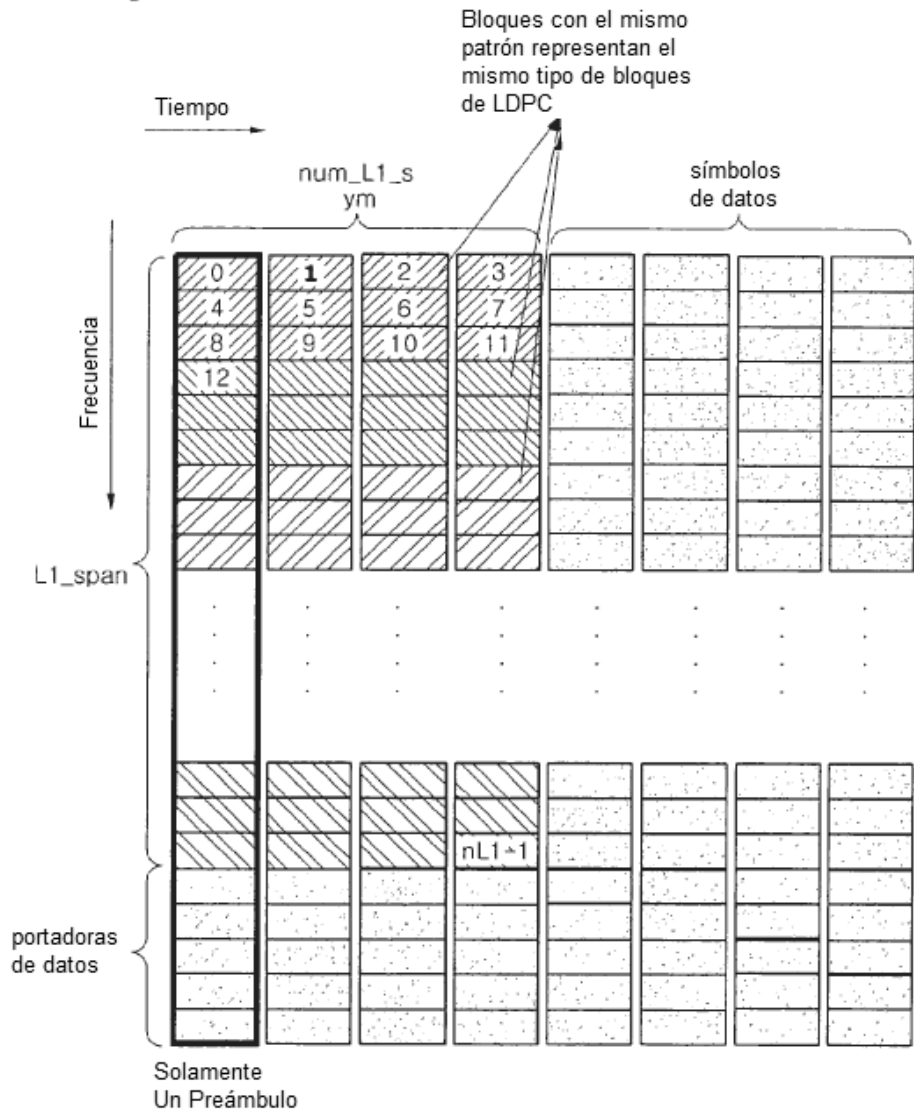 Bloques con el mismo
patrón representan el
mismo tipo de bloques
de LDPC
Tiempo
num_L1_s
ym
símbolos
de datos
Frecuencia
0 1 2 3
4 5 6 7
8 9 10 11
12
L1_span
nL1-1
portadoras
de datos
Solamente
Un Preámbulo